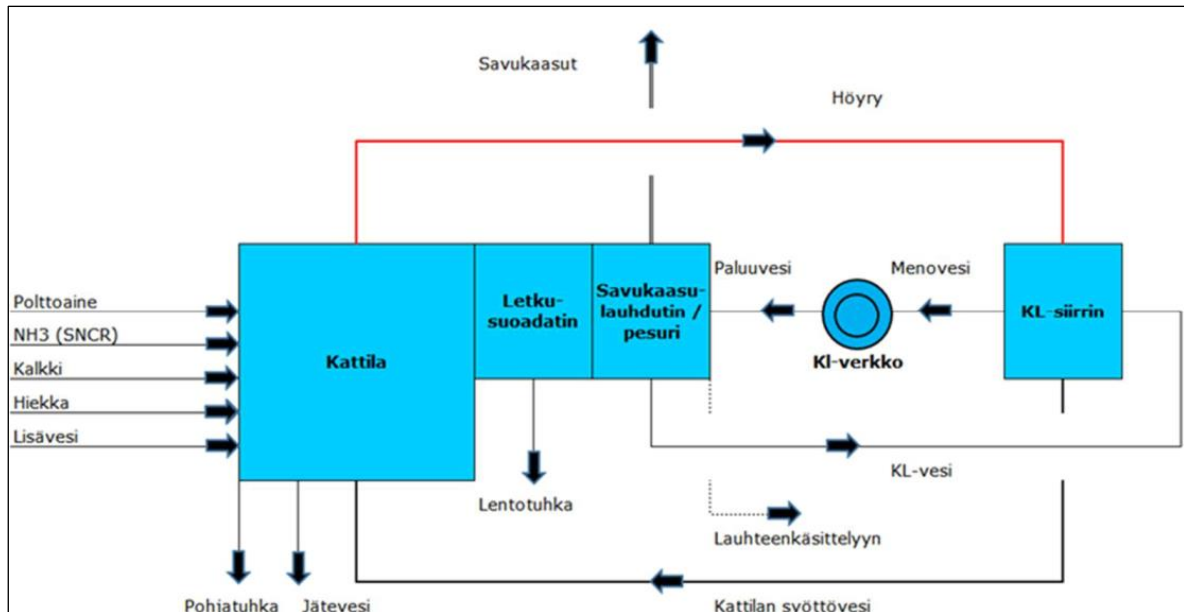 Savukaasut
Höyry
Paluuvesi
Menovesi
Polttoaine
NH3 (SNCR)
Kalkki
Hiekka
Lisävesi
Kattila
Letku-
suoadatin
Savukaasu-
lauhdutin /
pesuri
Kl-verkko
KL-siirrin
KL-vesi
Lentotuhka
Lauhteenkäsittelyyn
Pohjatuhka
Jätevesi
Kattilan syöttövesi